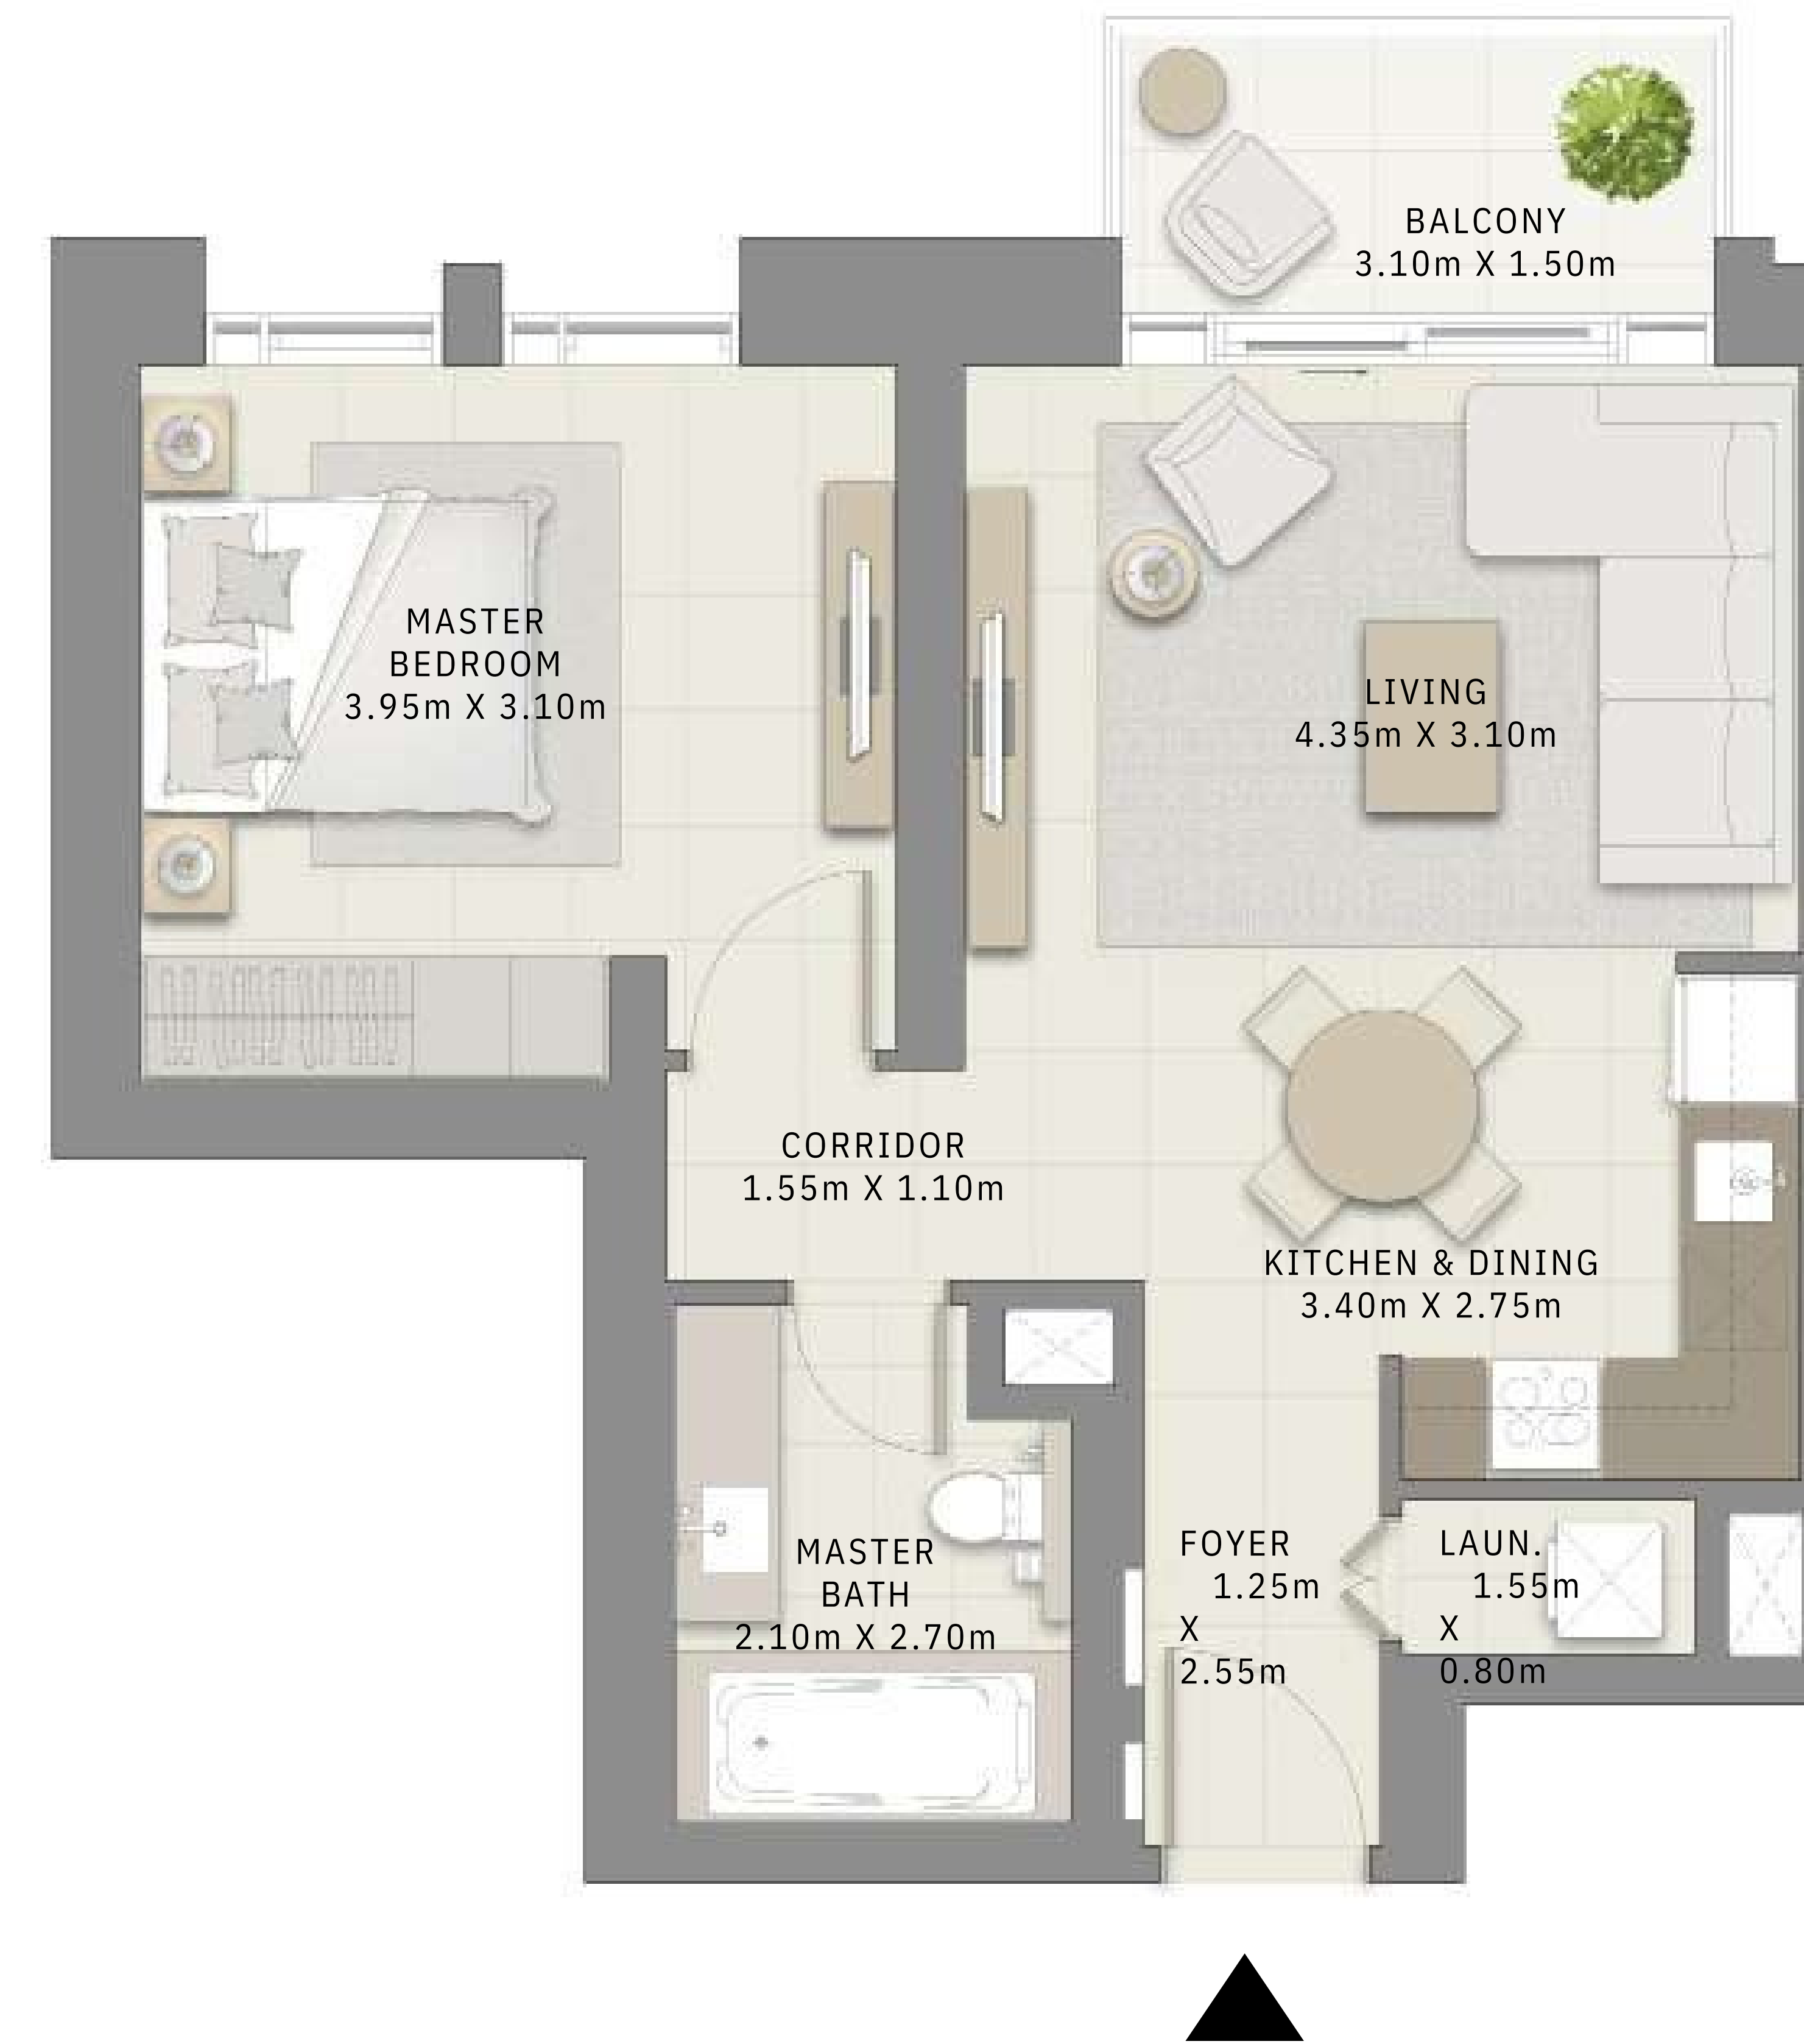 BALCONY
3.10m X 1.50m
MASTER
BEDROOM
3.95m X 3.10m
LIVING
4.35m X 3.10m
CORRIDOR
1.55m X 1.10m
KITCHEN & DINING
3.40m X 2.75m
MASTER
BATH
2.10m X 2.70m
FOYER
1.25m
X
2.55m
LAUN.
1.55m
X
0.80m